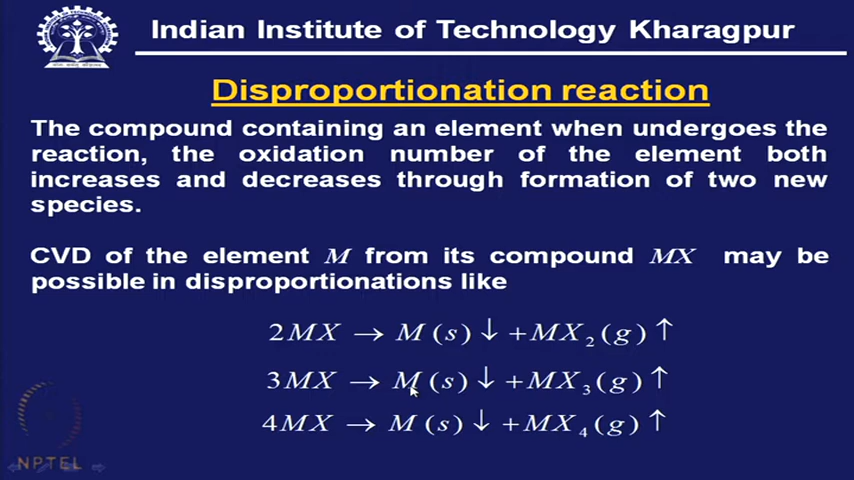 Indian Institute of Technology Kharagpur
Disproportionation reaction
The compound containing an element when undergoes the
reaction, the oxidation number of the element both
increases and decreases through formation of two new
species.
CVD of the element M from its compound MX may be
possible in disproportionations like
2MX → M(s)↓ + MX₂(g)↑
3MX → M(s)↓ + MX₃(g)↑
4MX → M(s)↓ + MX₄(g)↑
NPTEL